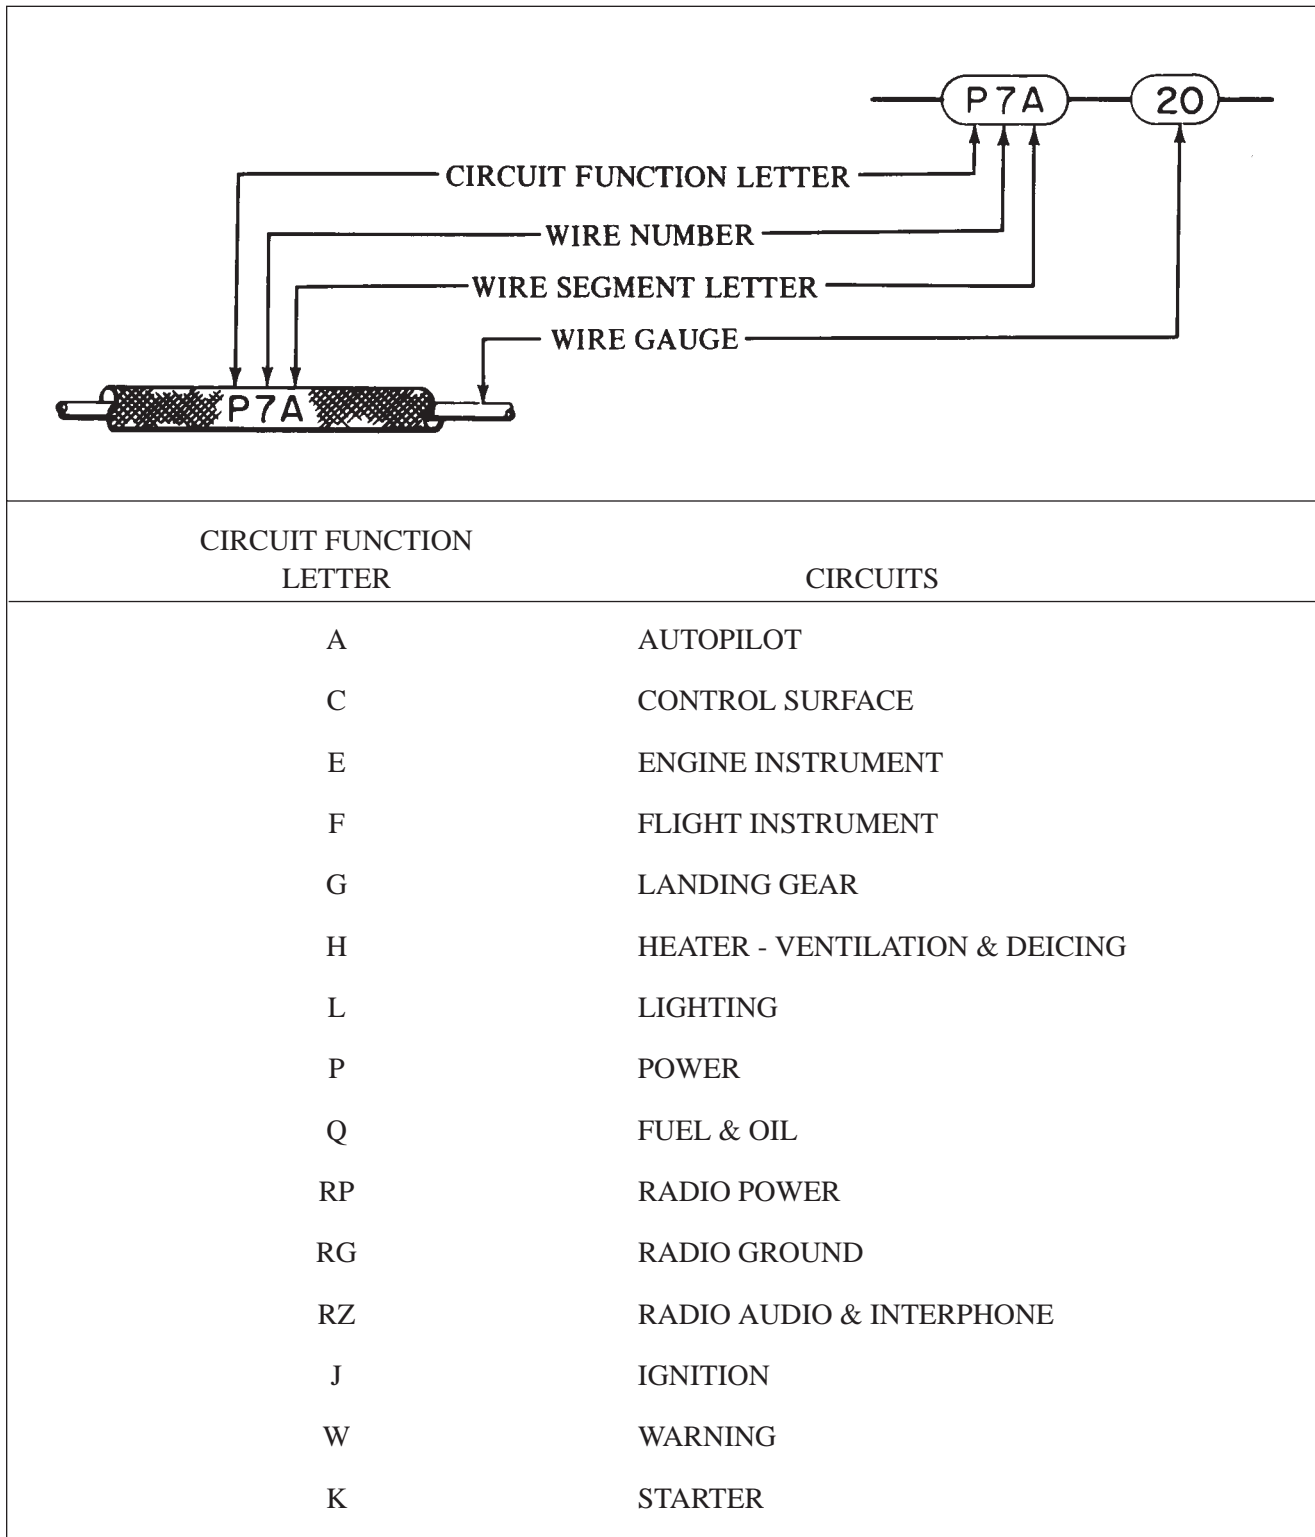 P 7 A 20
CIRCUIT FUNCTION LETTER
WIRE NUMBER
WIRE SEGMENT LETTER
WIRE GAUGE
P7A
CIRCUIT FUNCTION
LETTER CIRCUITS
A AUTOPILOT
C CONTROL SURFACE
E ENGINE INSTRUMENT
F FLIGHT INSTRUMENT
G LANDING GEAR
H HEATER - VENTILATION & DEICING
L LIGHTING
P POWER
Q FUEL & OIL
RP RADIO POWER
RG RADIO GROUND
RZ RADIO AUDIO & INTERPHONE
J IGNITION
W WARNING
K STARTER